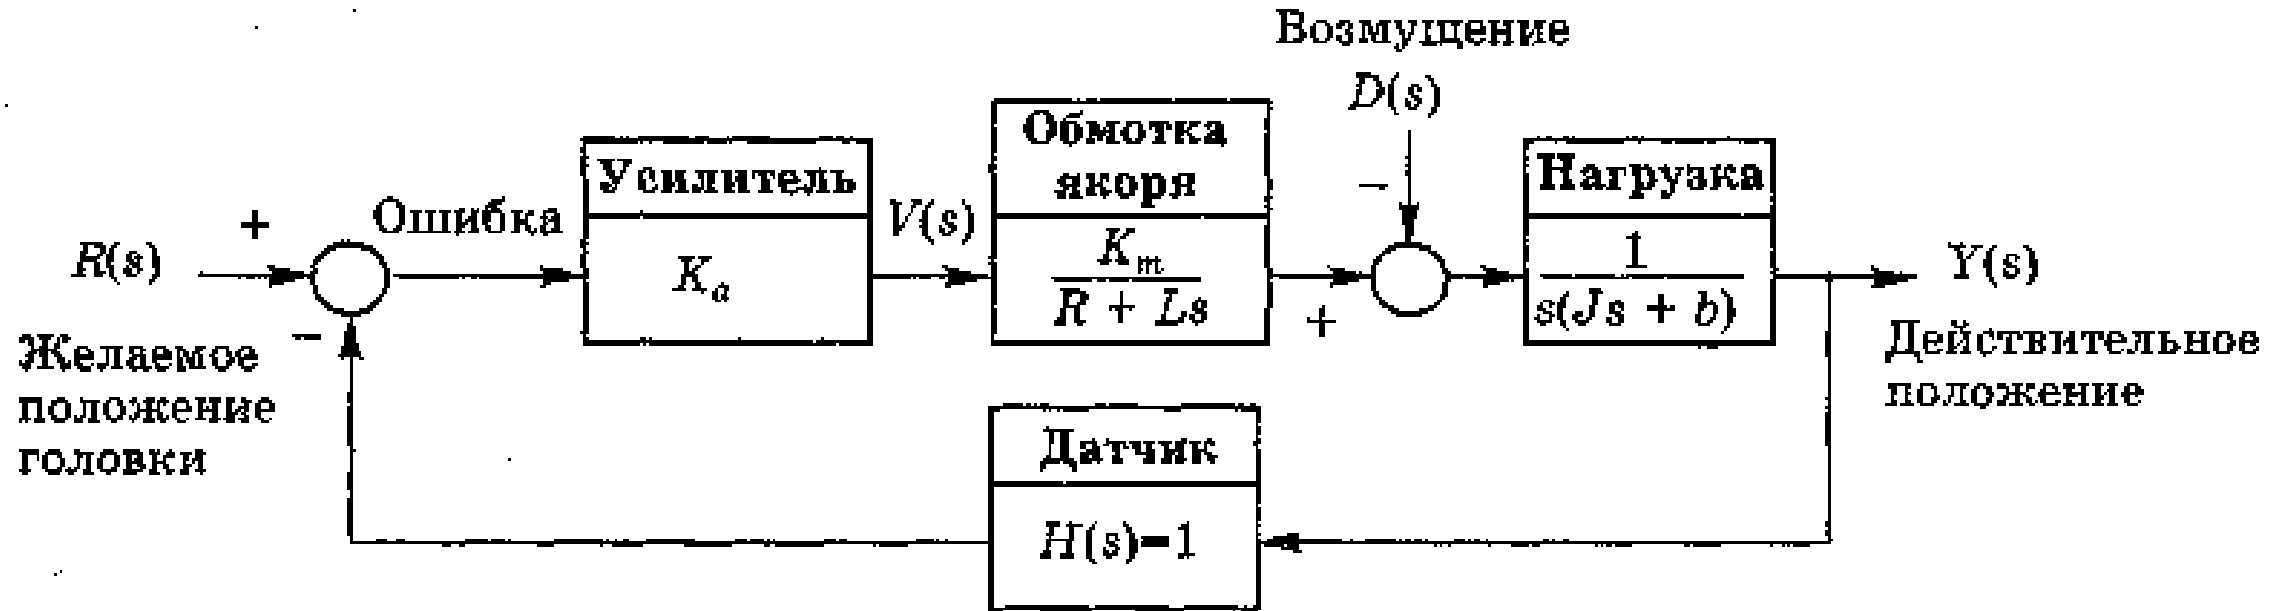 Возмущение
D(s)
Обмотка
якоря
Усилитель
Нагрузка
+
Ошибка
V(s)
−
R(s)
K_a
K_m
R + Ls
+
1
s(Js + b)
Y(s)
−
Желаемое
положение
головки
Действительное
положение
Датчик
H(s)=1